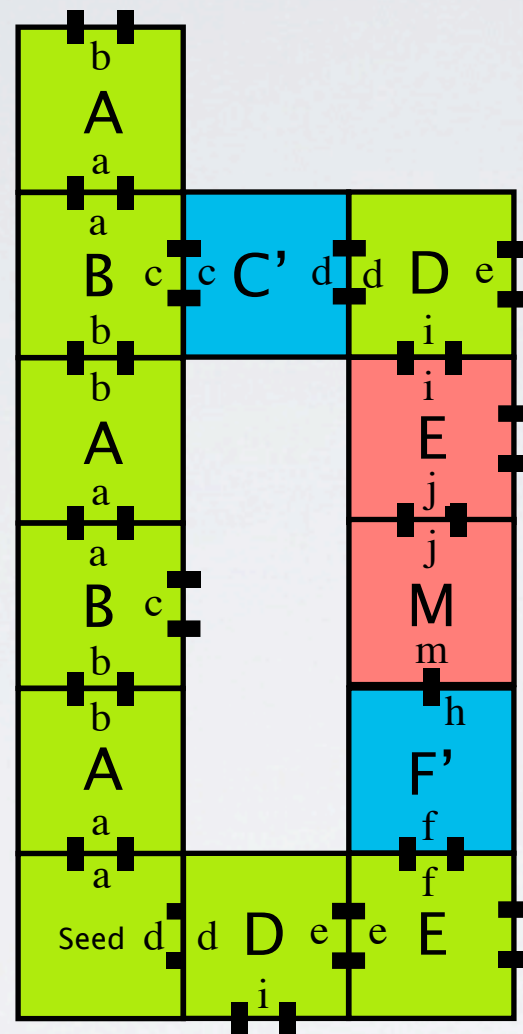 b
A
a
a
B c c C' d d D e
b i
b i
A E
a j
a j
B c M
b m
b h
A F'
a f
a f
Seed d d D e e E
i